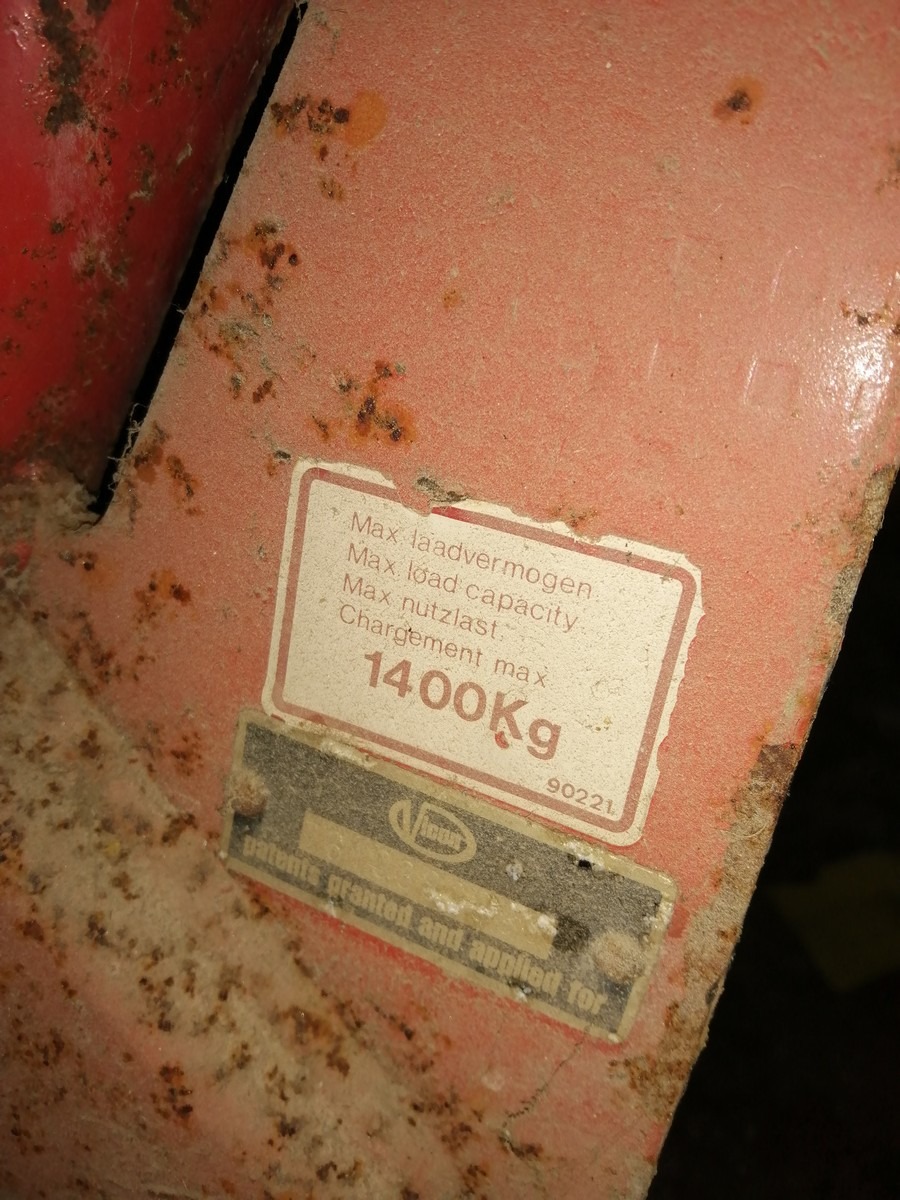 Max laadvermogen.
Max load capacity.
Max nutzlast.
Chargement max
1400Kg
90221
Vicon
patents granted and applied for